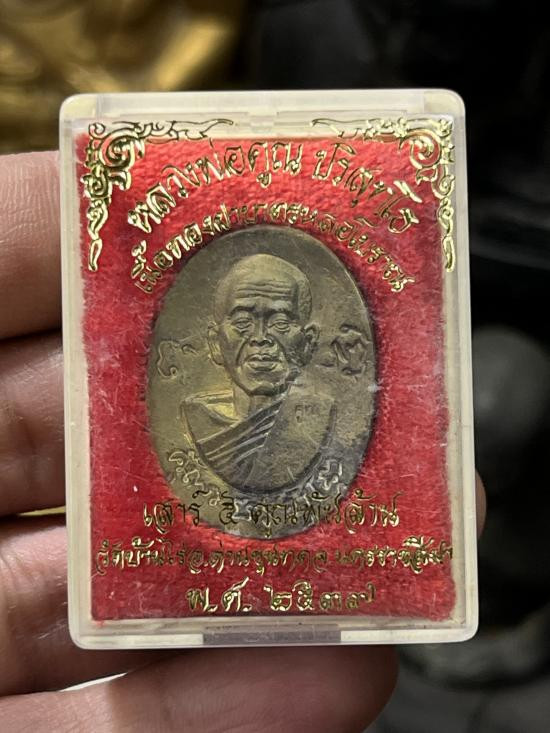 หลวงพ่อคูณ ปริสุทฺโธ
เนื้อทองฝาบาตรหล่อโบราณ
คูณ
เสาร์ ๕ คูณพันล้าน
วัดบ้านไร่ อ.ด่านขุนทด จ.นครราชสีมา
พ.ศ. ๒๕๓๗